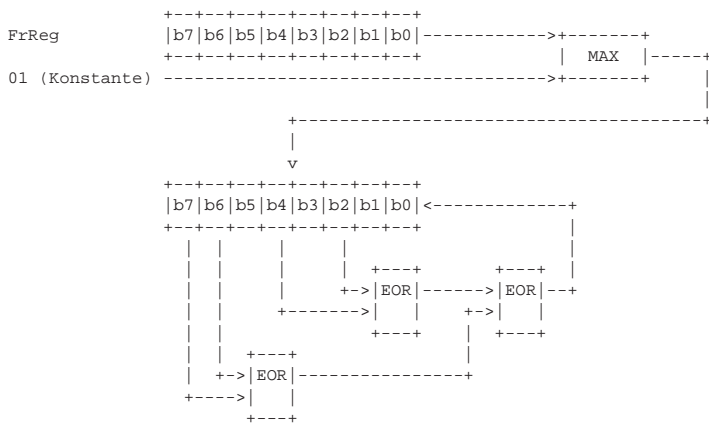 FrReg |b7|b6|b5|b4|b3|b2|b1|b0|
MAX
01 (Konstante)
v
|b7|b6|b5|b4|b3|b2|b1|b0|
EOR EOR
EOR